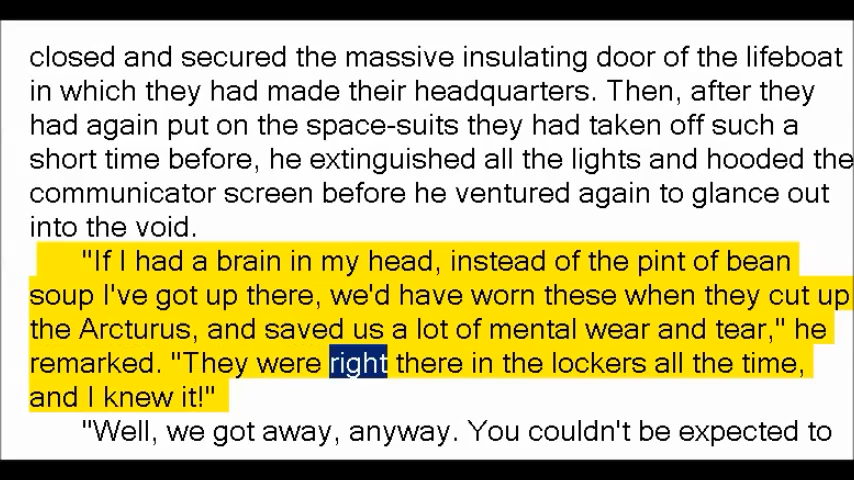 closed and secured the massive insulating door of the lifeboat
in which they had made their headquarters. Then, after they
had again put on the space-suits they had taken off such a
short time before, he extinguished all the lights and hooded the
communicator screen before he ventured again to glance out
into the void.
"If I had a brain in my head, instead of the pint of bean
soup I've got up there, we'd have worn these when they cut up
the Arcturus, and saved us a lot of mental wear and tear," he
remarked. "They were right there in the lockers all the time,
and I knew it!"
"Well, we got away, anyway. You couldn't be expected to